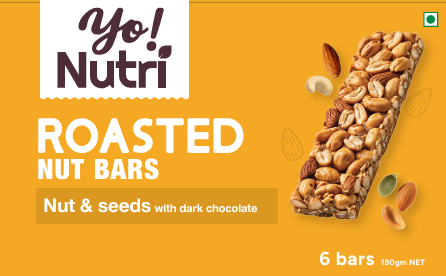 Yo!
Nutri
ROASTED
NUT BARS
Nut & seeds with dark chocolate
6 bars 180gm NET